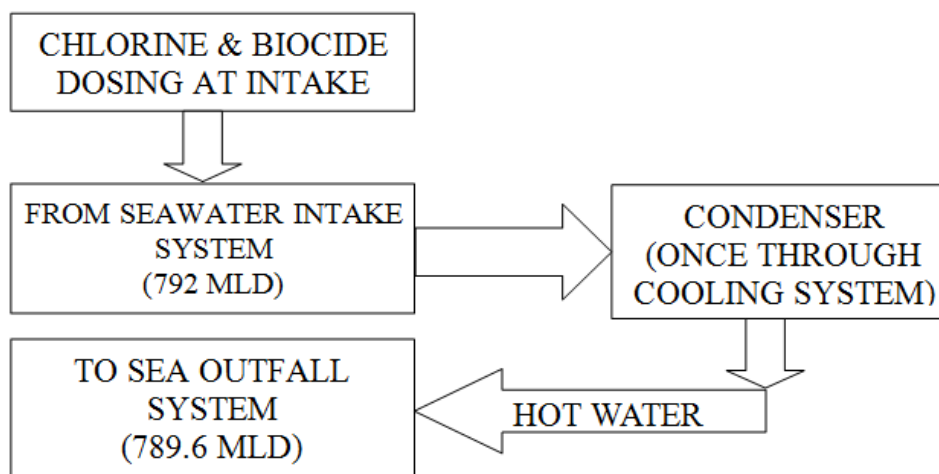 CHLORINE & BIOCIDE
DOSING AT INTAKE
FROM SEAWATER INTAKE
SYSTEM
(792 MLD)
CONDENSER
(ONCE THROUGH
COOLING SYSTEM)
TO SEA OUTFALL
SYSTEM
(789.6 MLD)
HOT WATER